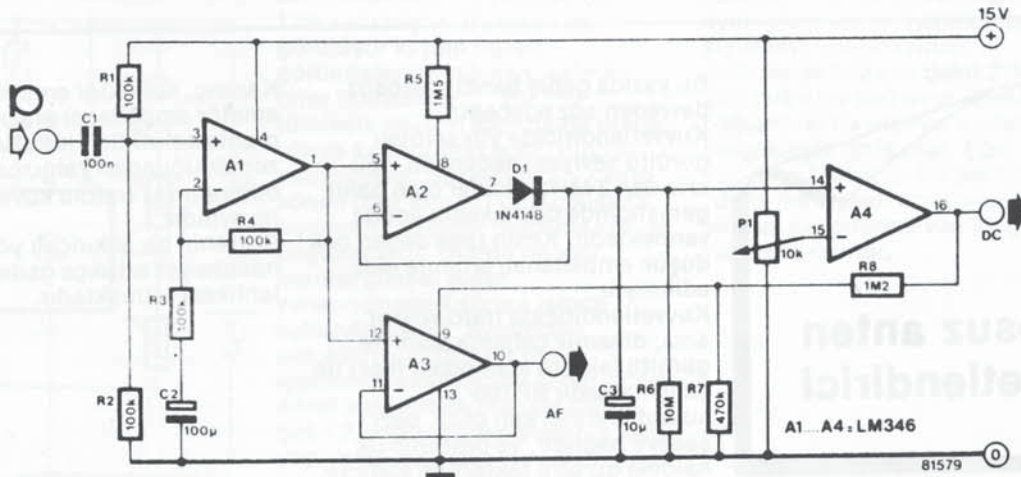 15V
+
R1
100k
R5
1M5
C1
100n
3
+
4
A1
1
2
−
5
+
8
A2
7
6
−
D1
1N4148
14
+
A4
16
15
−
DC
P1
10k
R4
100k
R8
1M2
R3
100k
12
+
9
A3
10
11
−
13
AF
R2
100k
C2
100µ
C3
10µ
R6
10M
R7
470k
A1...A4=LM346
81579
0